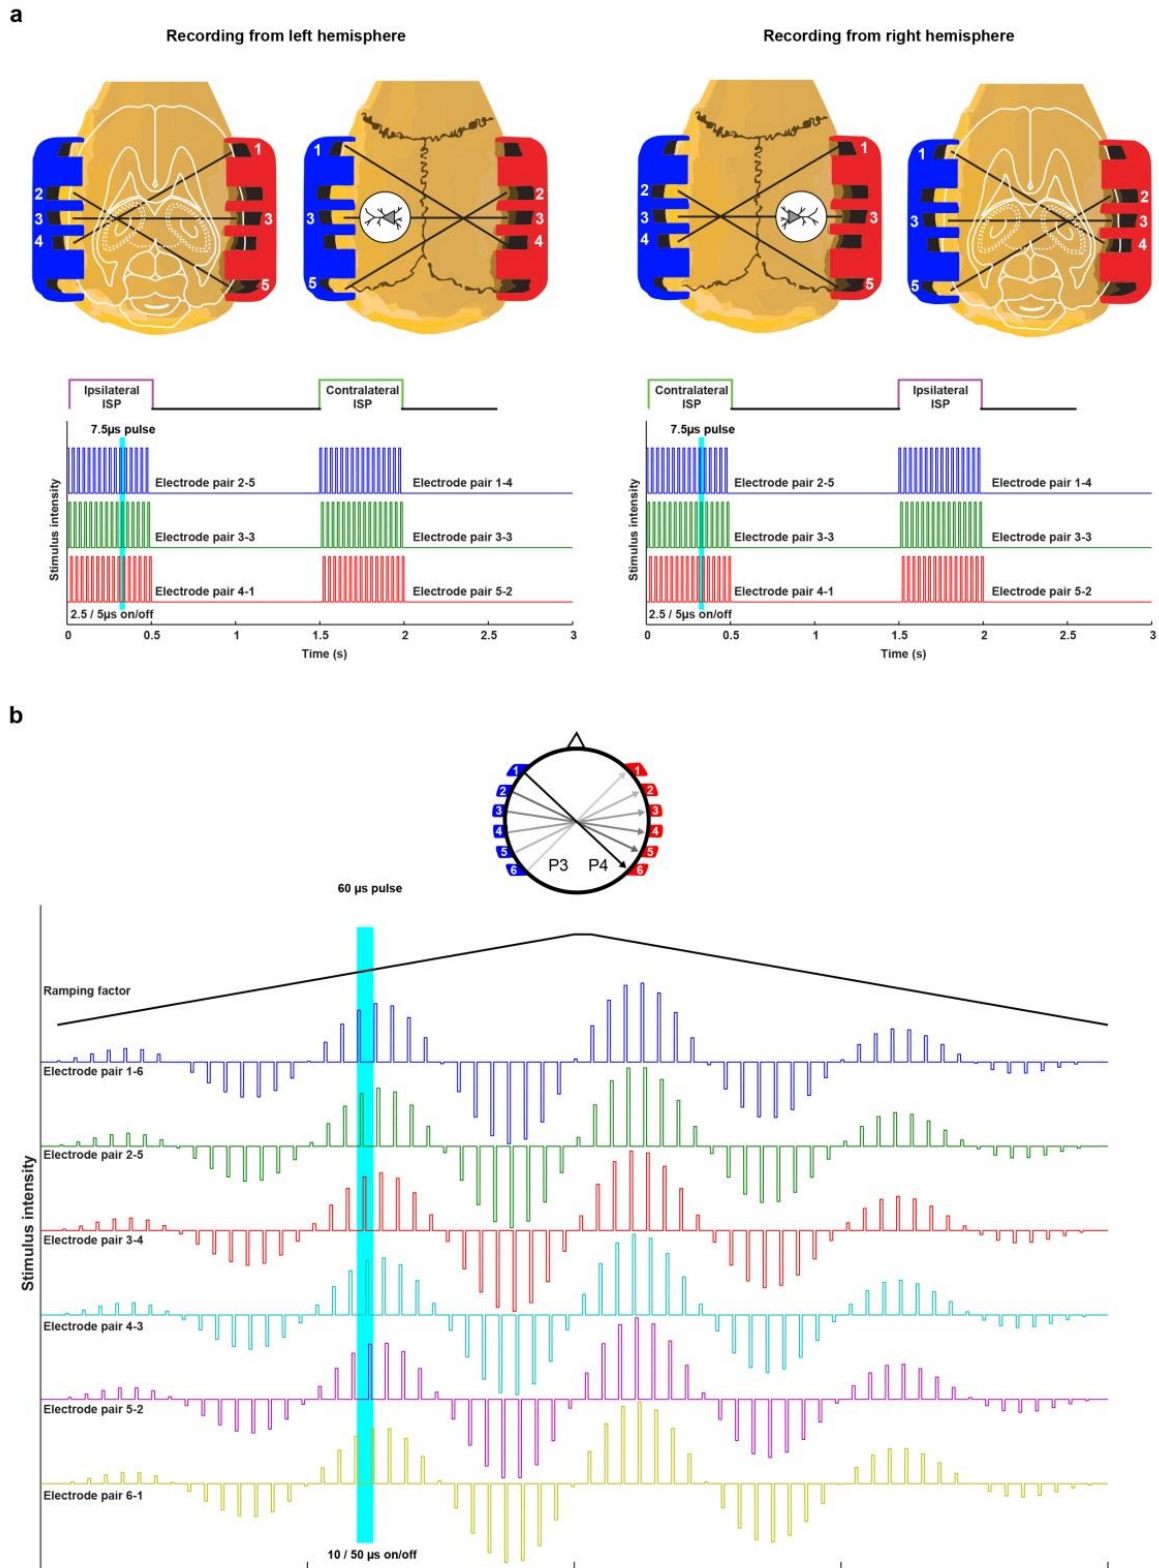 a
Recording from left hemisphere
Recording from right hemisphere
1
2
3
4
3
5
1
3
5
2
3
4
2
3
4
1
3
5
1
3
5
2
3
4
Ipsilateral
ISP
Contralateral
ISP
7.5µs pulse
Stimulus intensity
Electrode pair 2-5
Electrode pair 1-4
Electrode pair 3-3
Electrode pair 3-3
Electrode pair 4-1
Electrode pair 5-2
2.5 / 5µs on/off
0 0.5 1 1.5 2 2.5 3
Time (s)
Contralateral
ISP
Ipsilateral
ISP
7.5µs pulse
Stimulus intensity
Electrode pair 2-5
Electrode pair 1-4
Electrode pair 3-3
Electrode pair 3-3
Electrode pair 4-1
Electrode pair 5-2
2.5 / 5µs on/off
0 0.5 1 1.5 2 2.5 3
Time (s)
b
1 1
2 2
3 3
4 4
5 5
6 6
P3 P4
60 µs pulse
Ramping factor
Electrode pair 1-6
Electrode pair 2-5
Stimulus intensity
Electrode pair 3-4
Electrode pair 4-3
Electrode pair 5-2
Electrode pair 6-1
10 / 50 µs on/off